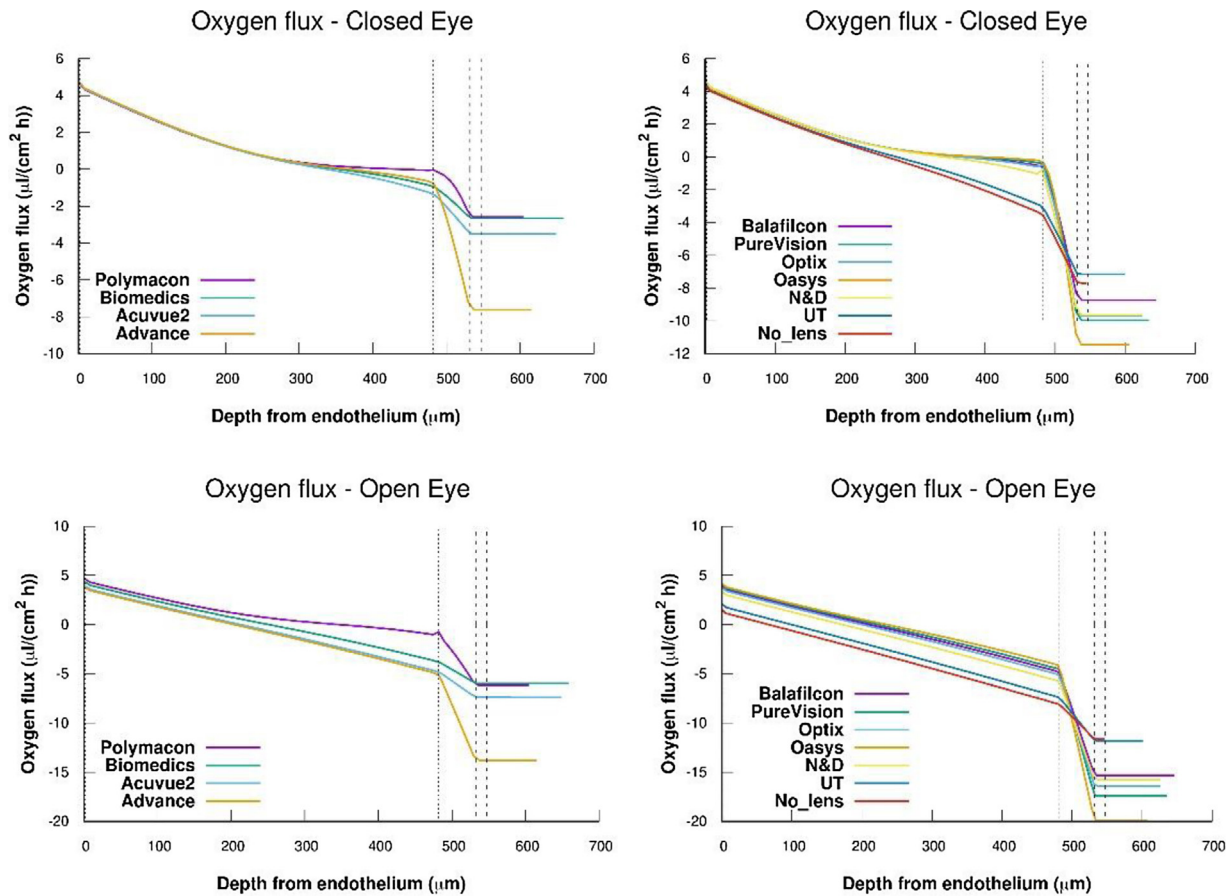 Oxygen flux - Closed Eye
Oxygen flux (µl/(cm² h))
6
4
2
0
-2
-4
-6
-8
-10
Polymacon
Biomedics
Acuvue2
Advance
0 100 200 300 400 500 600 700
Depth from endothelium (µm)
Oxygen flux - Closed Eye
Oxygen flux (µl/(cm² h))
6
4
2
0
-2
-4
-6
-8
-10
-12
Balafilcon
PureVision
Optix
Oasys
N&D
UT
No_lens
0 100 200 300 400 500 600 700
Depth from endothelium (µm)
Oxygen flux - Open Eye
Oxygen flux (µl/(cm² h))
10
5
0
-5
-10
-15
-20
Polymacon
Biomedics
Acuvue2
Advance
0 100 200 300 400 500 600 700
Depth from endothelium (µm)
Oxygen flux - Open Eye
Oxygen flux (µl/(cm² h))
10
5
0
-5
-10
-15
-20
Balafilcon
PureVision
Optix
Oasys
N&D
UT
No_lens
0 100 200 300 400 500 600 700
Depth from endothelium (µm)